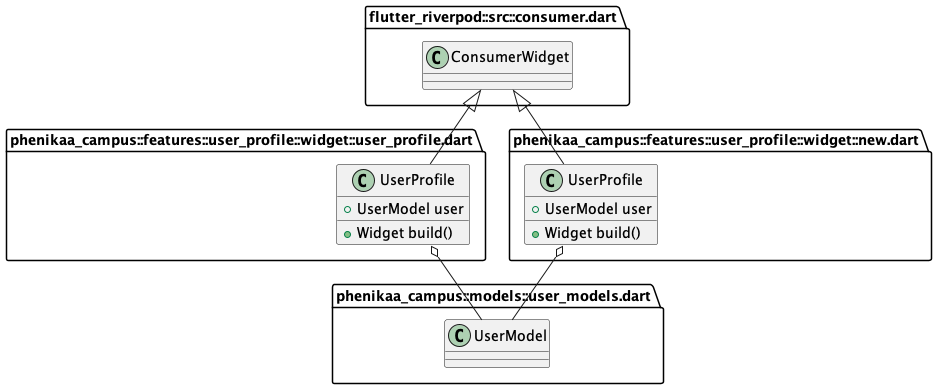 flutter_riverpod::src::consumer.dart
C ConsumerWidget
phenikaa_campus::features::user_profile::widget::user_profile.dart
C UserProfile
UserModel user
Widget build()
phenikaa_campus::features::user_profile::widget::new.dart
C UserProfile
UserModel user
Widget build()
phenikaa_campus::models::user_models.dart
C UserModel